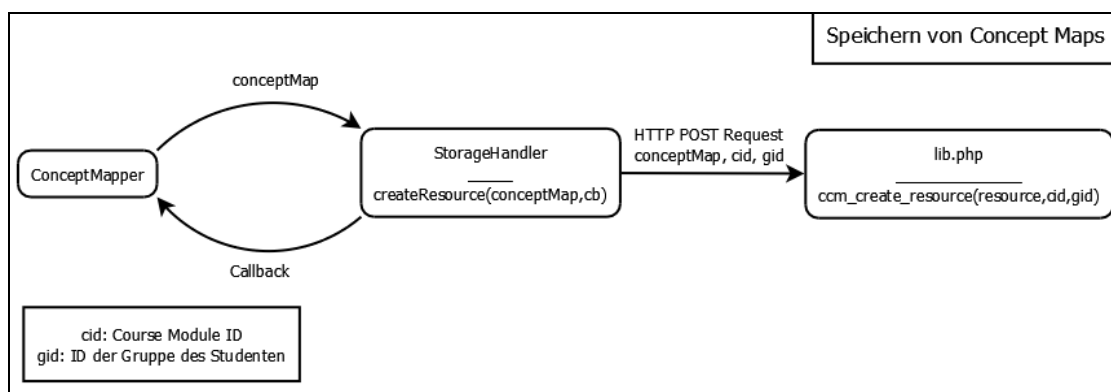 Speichern von Concept Maps
conceptMap
ConceptMapper
StorageHandler
createResource(conceptMap,cb)
HTTP POST Request
conceptMap, cid, gid
lib.php
ccm_create_resource(resource,cid,gid)
Callback
cid: Course Module ID
gid: ID der Gruppe des Studenten